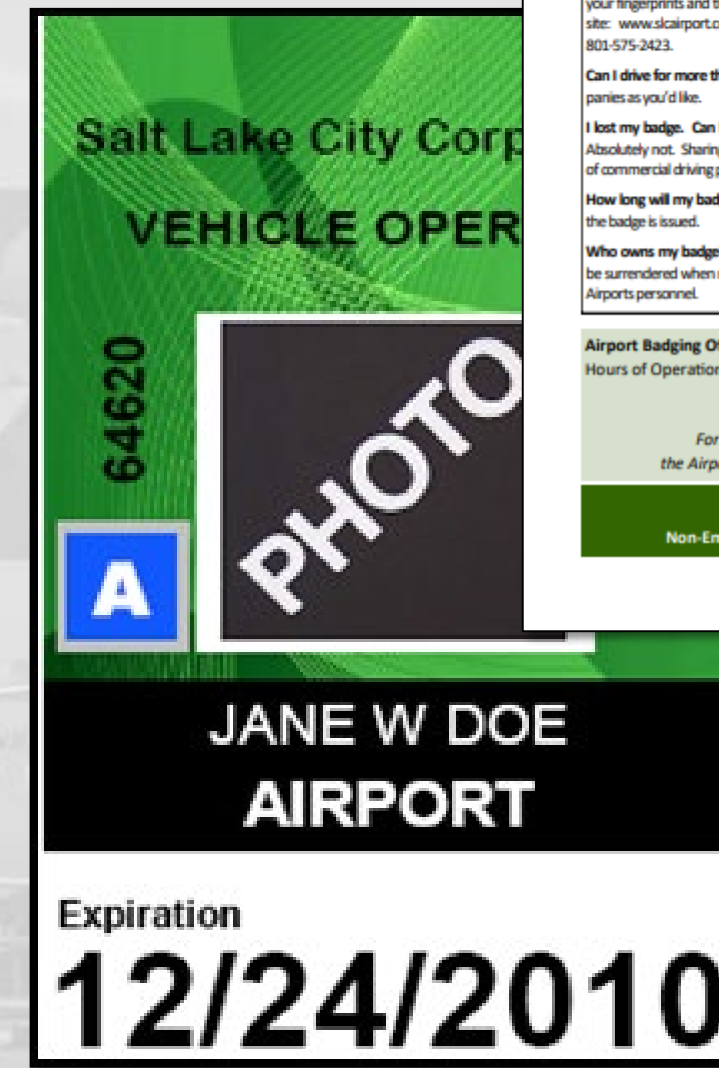 Salt Lake City Corp
VEHICLE OPER
64620
PHOTO
A
JANE W DOE
AIRPORT
Expiration
12/24/2010
your fingerprints and t
site: www.slcairport.c
801-575-2423.
Can I drive for more th
panies as you'd like.
I lost my badge. Can
Absolutely not. Sharing
of commercial driving p
How long will my bad
the badge is issued.
Who owns my badge
be surrendered when
Airports personnel.
Airport Badging Of
Hours of Operation
For
the Airp
Non-En